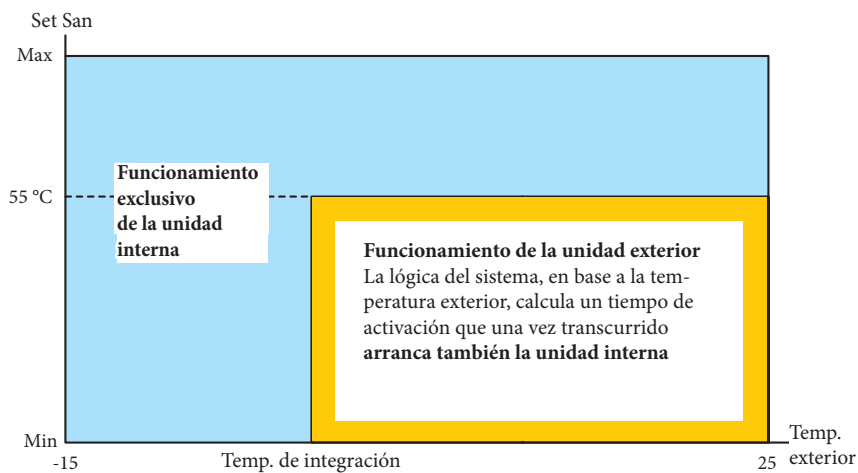 Set San
Max
Funcionamiento
exclusivo
de la unidad
interna
55 °C
Funcionamiento de la unidad exterior
La lógica del sistema, en base a la tem-
peratura exterior, calcula un tiempo de
activación que una vez transcurrido
arranca también la unidad interna
Min
-15
Temp. de integración
25
Temp.
exterior